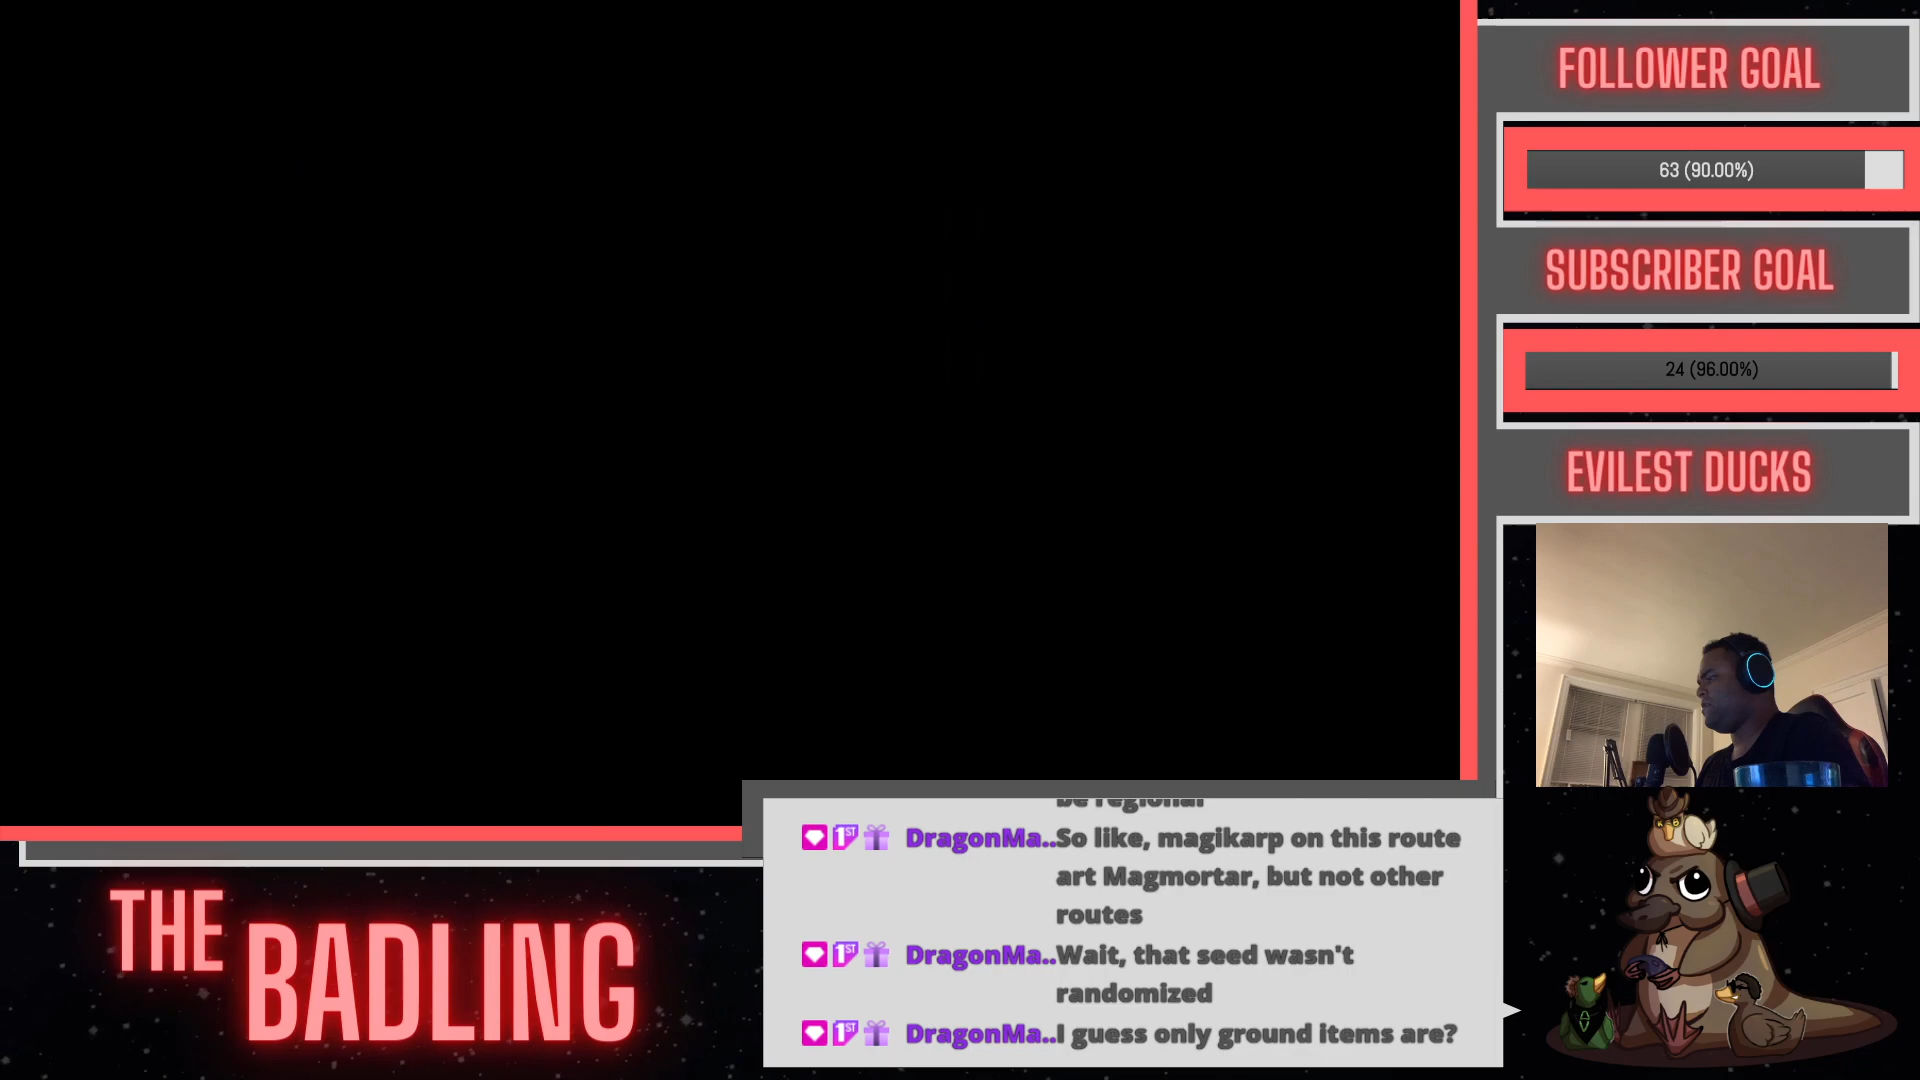 FOLLOWER GOAL
63 (90.00%)
SUBSCRIBER GOAL
24 (96.00%)
EVILEST DUCKS
be regional
DragonMa..So like, magikarp on this route
art Magmortar, but not other
routes
DragonMa..Wait, that seed wasn't
randomized
DragonMa..I guess only ground items are?
THE
BADLING